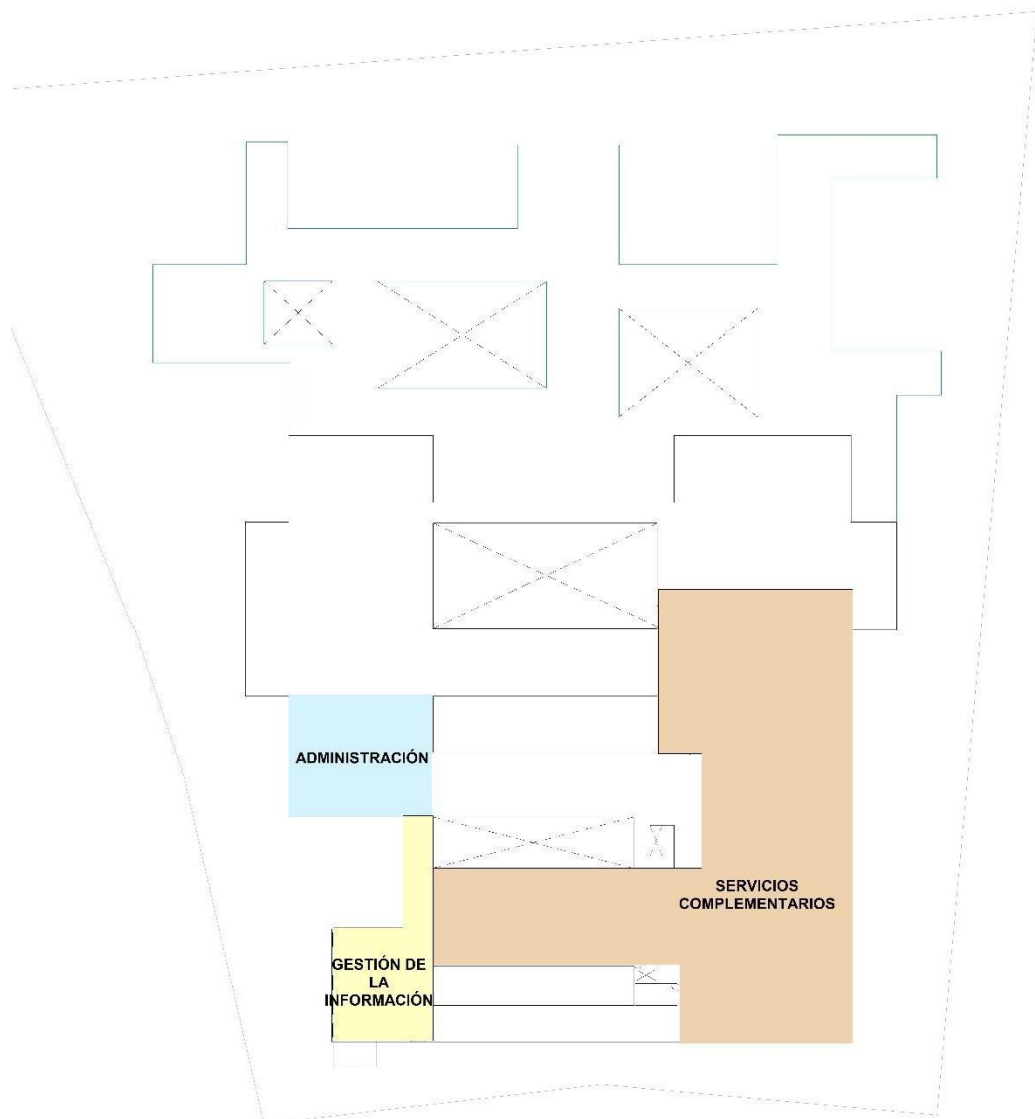 ADMINISTRACIÓN
SERVICIOS
COMPLEMENTARIOS
GESTIÓN DE
LA
INFORMACIÓN